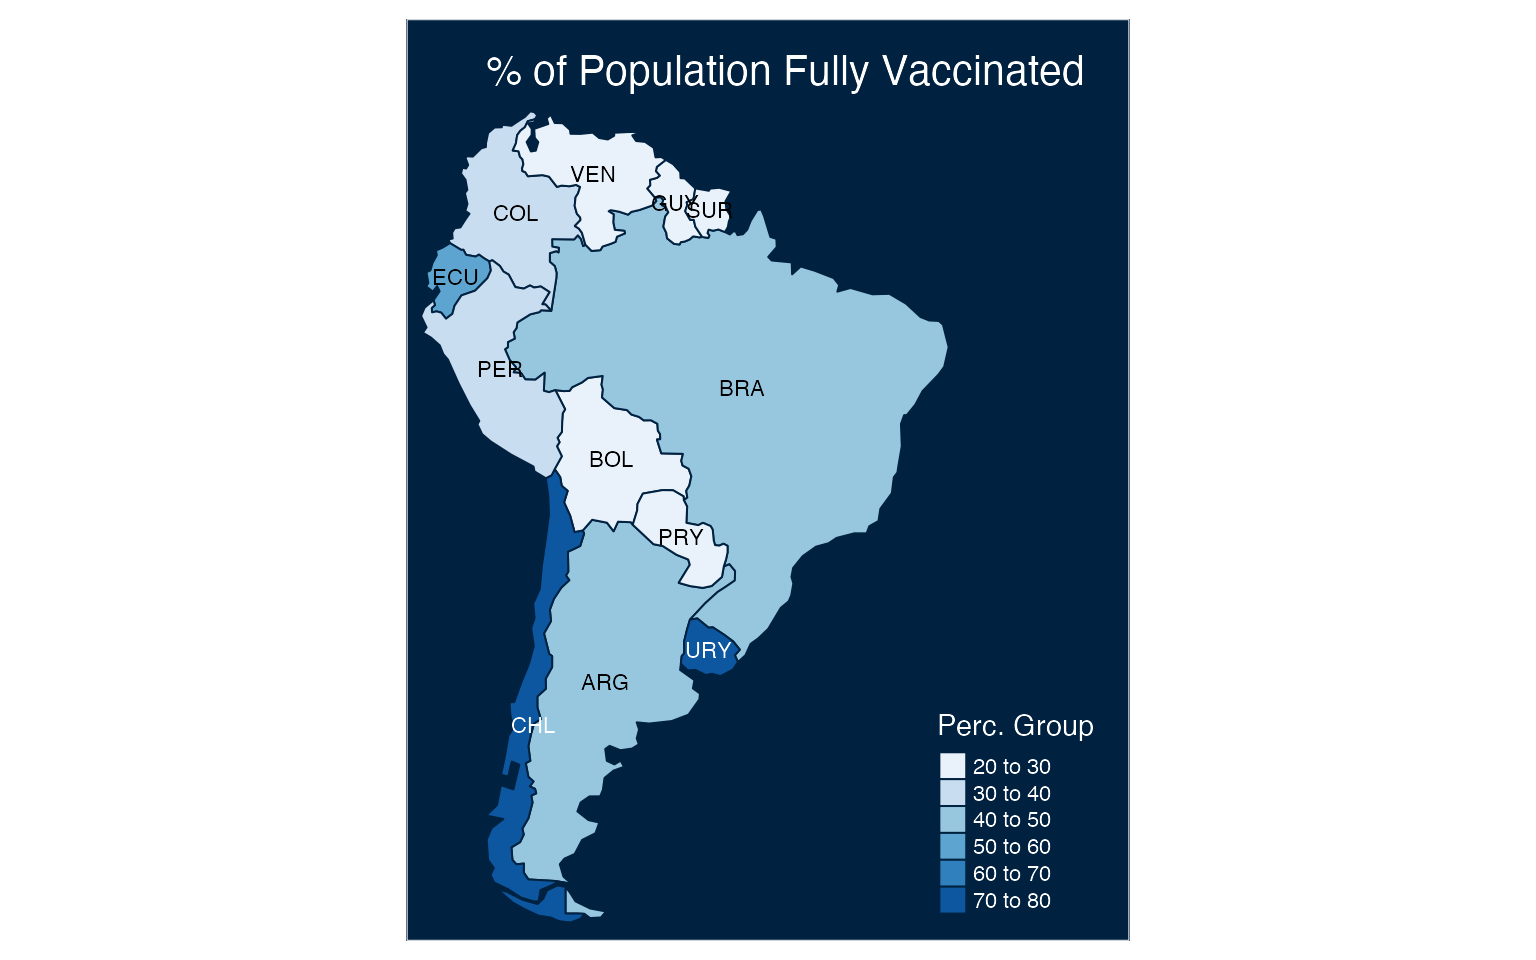 % of Population Fully Vaccinated
VEN
GUY
SUR
COL
ECU
PER
BRA
BOL
PRY
URY
ARG
CHL
Perc. Group
20 to 30
30 to 40
40 to 50
50 to 60
60 to 70
70 to 80